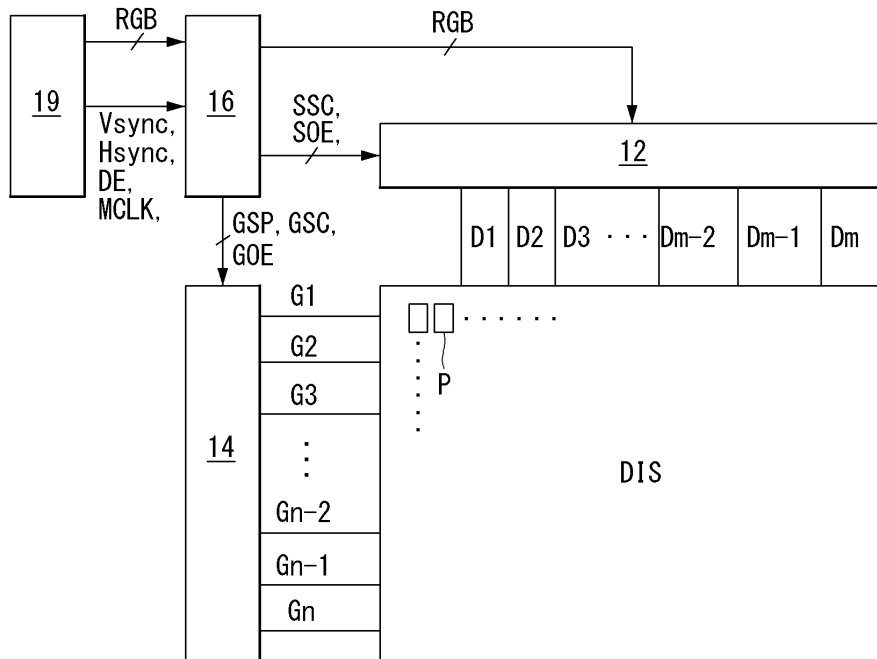 RGB
RGB
19
16
Vsync,
Hsync,
DE,
MCLK,
SSC,
SOE,
12
GSP, GSC,
GOE
D1 D2 D3 ··· Dm-2 Dm-1 Dm
14
G1
G2
G3
⋮
Gn-2
Gn-1
Gn
P
DIS